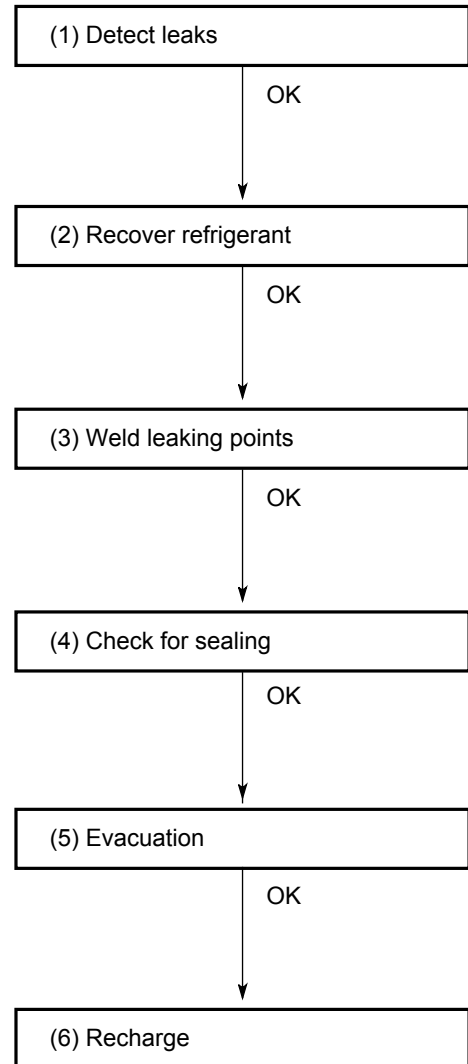 (1) Detect leaks
OK
(2) Recover refrigerant
OK
(3) Weld leaking points
OK
(4) Check for sealing
OK
(5) Evacuation
OK
(6) Recharge